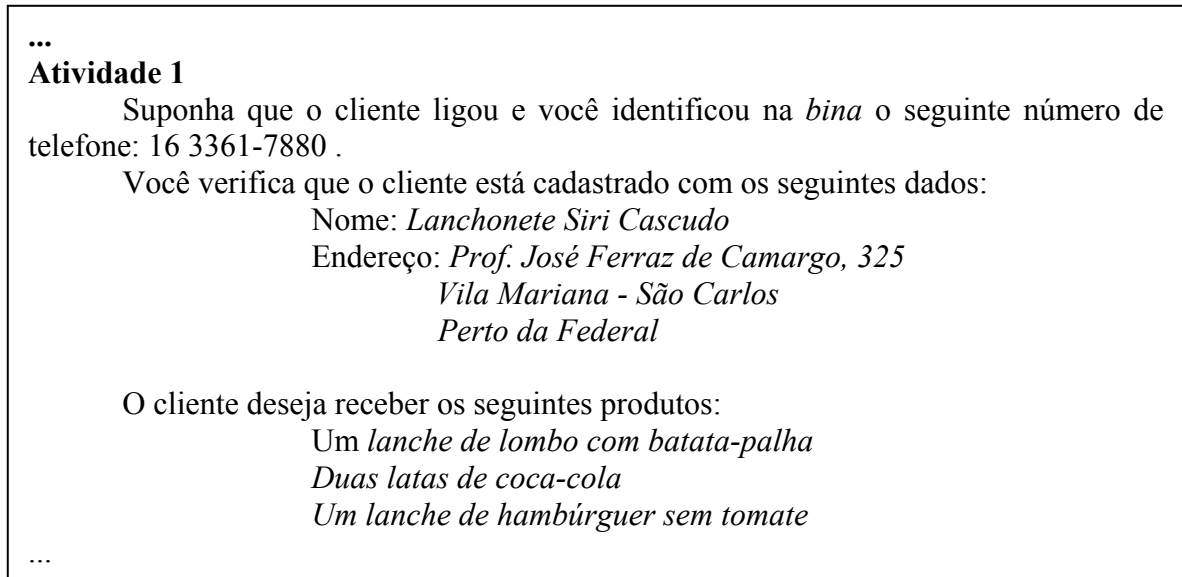 ...
Atividade 1
Suponha que o cliente ligou e você identificou na bina o seguinte número de
telefone: 16 3361-7880 .
Você verifica que o cliente está cadastrado com os seguintes dados:
Nome: Lanchonete Siri Cascudo
Endereço: Prof. José Ferraz de Camargo, 325
Vila Mariana - São Carlos
Perto da Federal
O cliente deseja receber os seguintes produtos:
Um lanche de lombo com batata-palha
Duas latas de coca-cola
Um lanche de hambúrguer sem tomate
...